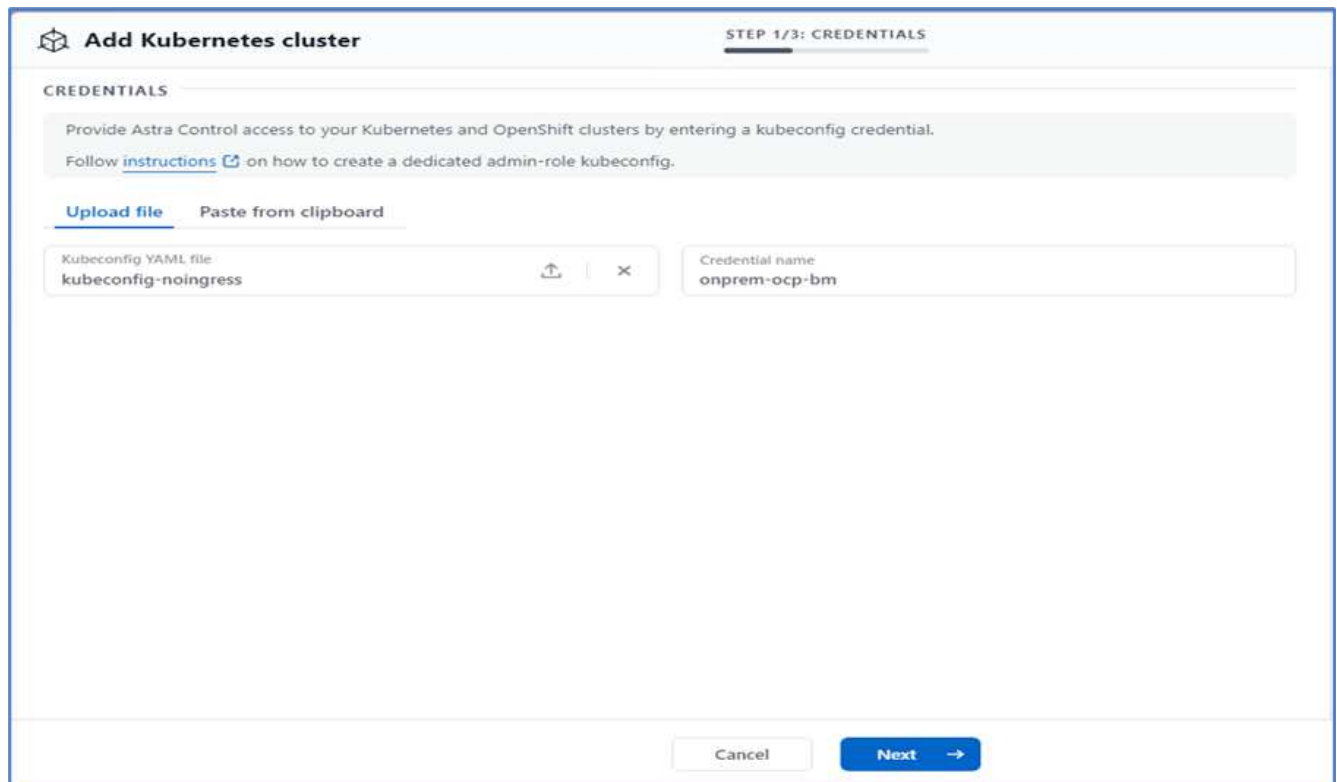 Add Kubernetes cluster
STEP 1/3: CREDENTIALS
CREDENTIALS
Provide Astra Control access to your Kubernetes and OpenShift clusters by entering a kubeconfig credential.
Follow instructions on how to create a dedicated admin-role kubeconfig.
Upload file Paste from clipboard
Kubeconfig YAML file
kubeconfig-noingress
Credential name
onprem-ocp-bm
Cancel Next